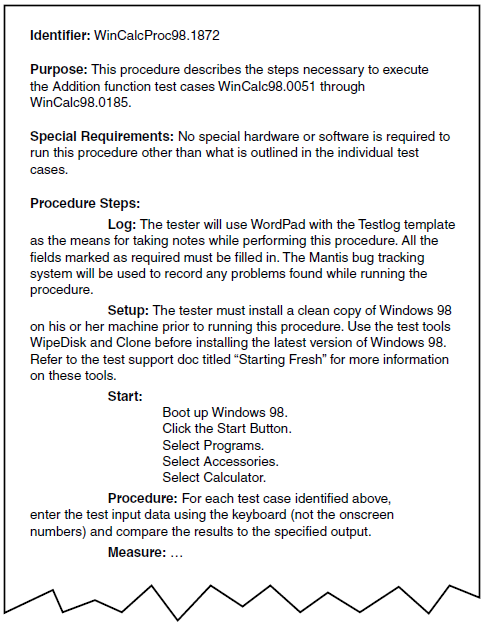 Identifier: WinCalcProc98.1872
Purpose: This procedure describes the steps necessary to execute
the Addition function test cases WinCalc98.0051 through
WinCalc98.0185.
Special Requirements: No special hardware or software is required to
run this procedure other than what is outlined in the individual test
cases.
Procedure Steps:
Log: The tester will use WordPad with the Testlog template
as the means for taking notes while performing this procedure. All the
fields marked as required must be filled in. The Mantis bug tracking
system will be used to record any problems found while running the
procedure.
Setup: The tester must install a clean copy of Windows 98
on his or her machine prior to running this procedure. Use the test tools
WipeDisk and Clone before installing the latest version of Windows 98.
Refer to the test support doc titled “Starting Fresh” for more information
on these tools.
Start:
Boot up Windows 98.
Click the Start Button.
Select Programs.
Select Accessories.
Select Calculator.
Procedure: For each test case identified above,
enter the test input data using the keyboard (not the onscreen
numbers) and compare the results to the specified output.
Measure: …